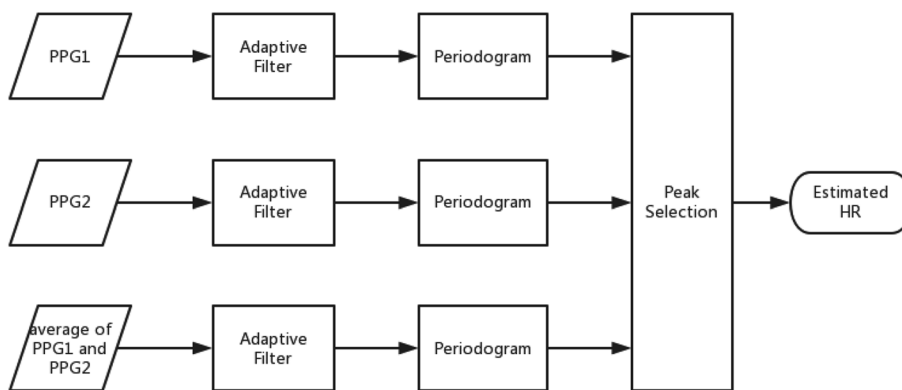 PPG1
Adaptive
Filter
Periodogram
PPG2
Adaptive
Filter
Periodogram
Peak
Selection
Estimated
HR
average of
PPG1 and
PPG2
Adaptive
Filter
Periodogram